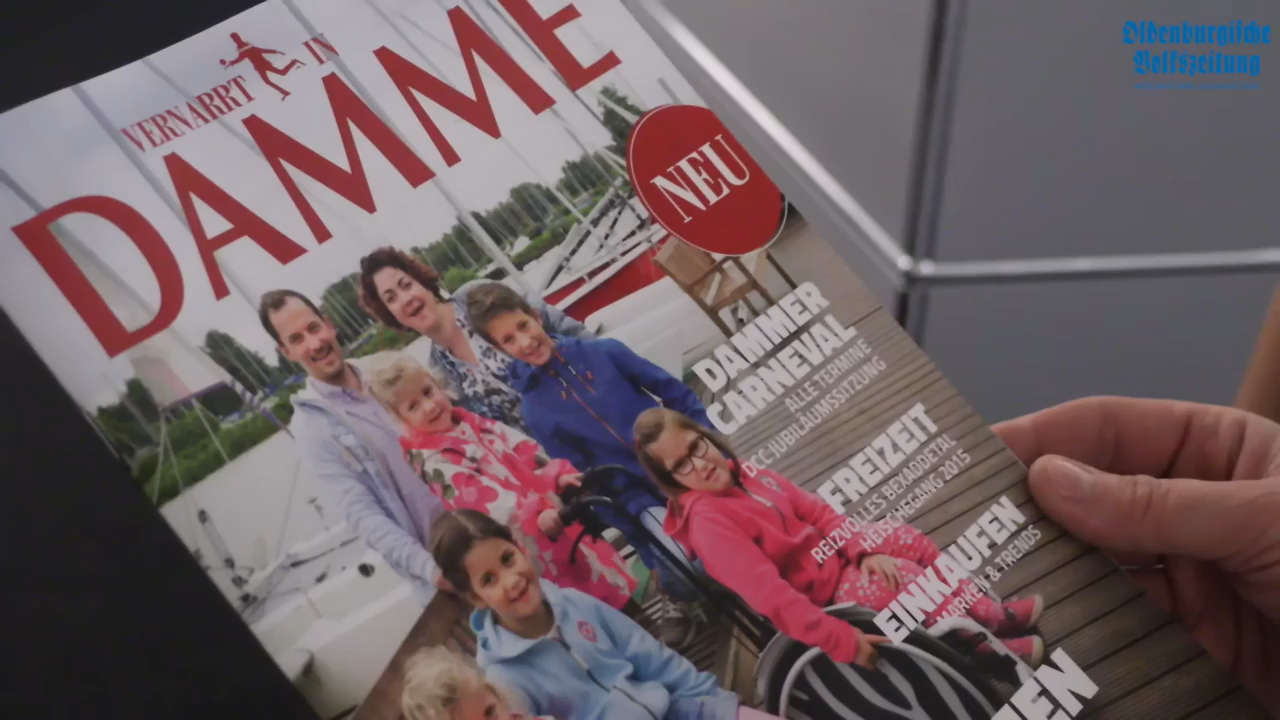 Oldenburgische
Volkszeitung
VERNARRT IN
DAMME
NEU
DAMMER
CARNEVAL
ALLE TERMINE
DCC JUBILÄUMSSITZUNG
FREIZEIT
REIZVOLLES BEXADDETAL
HEISCHEGANG 2015
EINKAUFEN
MARKEN & TRENDS